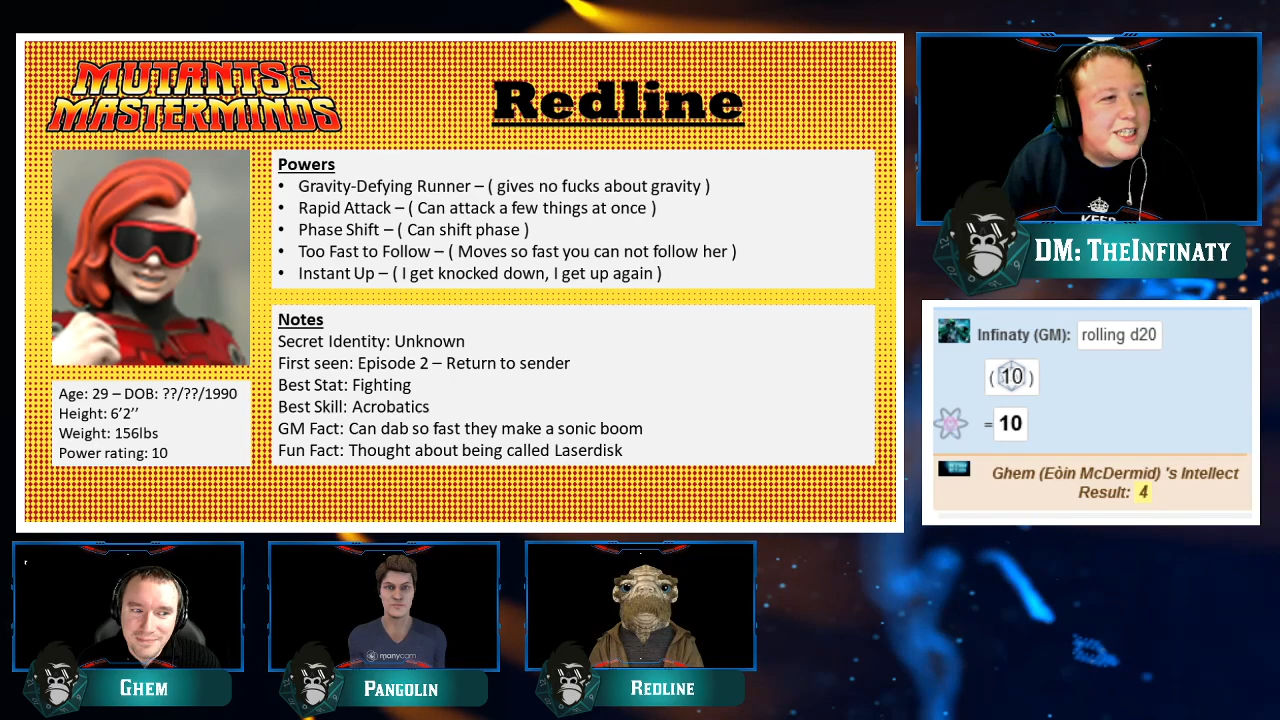 MUTANTS &
MASTERMINDS
Redline
Powers
• Gravity-Defying Runner – ( gives no fucks about gravity )
• Rapid Attack – ( Can attack a few things at once )
• Phase Shift – ( Can shift phase )
• Too Fast to Follow – ( Moves so fast you can not follow her )
• Instant Up – ( I get knocked down, I get up again )
Notes
Secret Identity: Unknown
First seen: Episode 2 – Return to sender
Best Stat: Fighting
Best Skill: Acrobatics
GM Fact: Can dab so fast they make a sonic boom
Fun Fact: Thought about being called Laserdisk
Age: 29 – DOB: ??/??/1990
Height: 6’2’’
Weight: 156lbs
Power rating: 10
KEEP
DM: TheInfinaty
Infinaty (GM): rolling d20
( 10 )
= 10
Ghem (Eòin McDermid) 's Intellect
Result: 4
manycam
Ghem
Pangolin
Redline